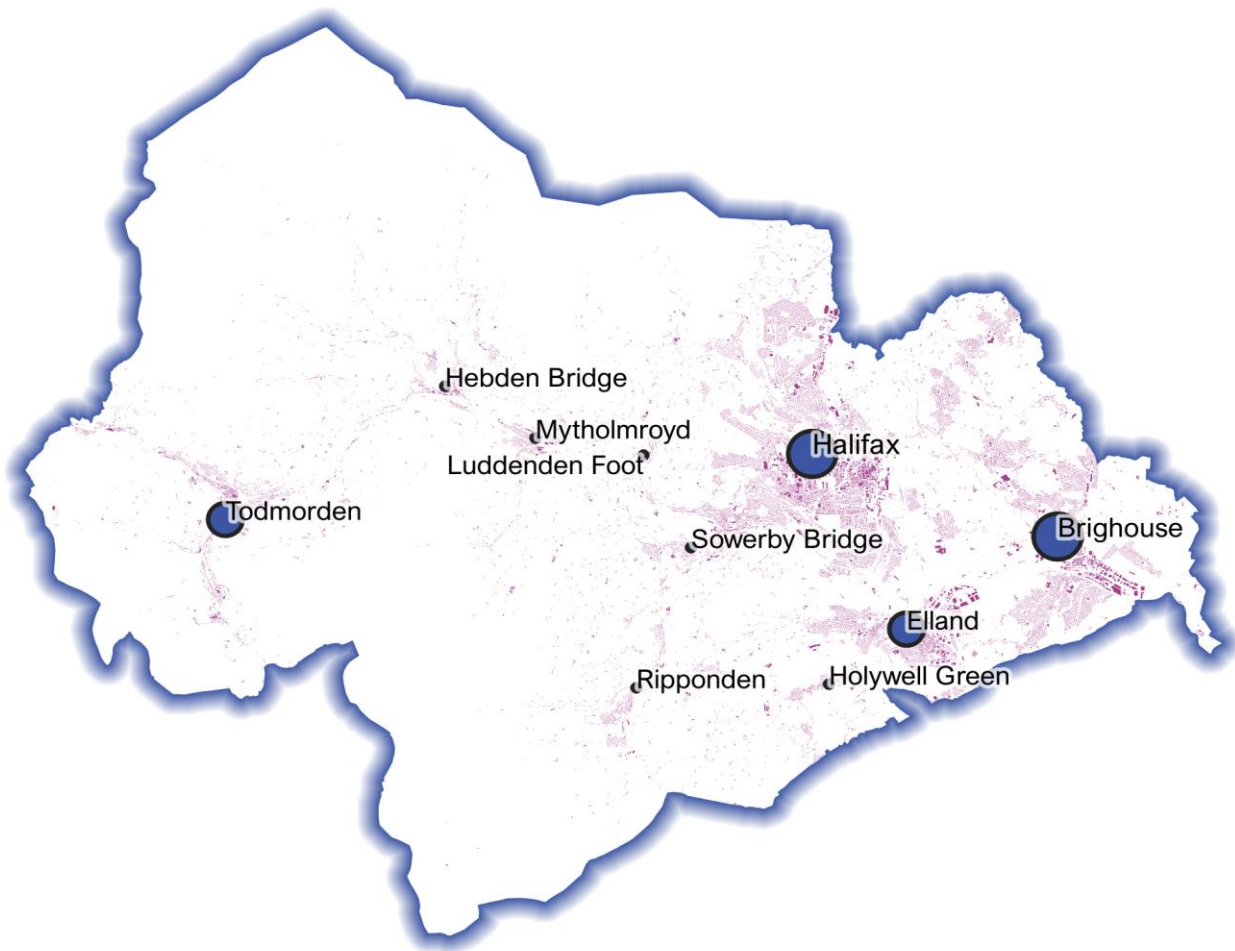 Hebden Bridge
Mytholmroyd
Halifax
Luddenden Foot
Todmorden
Brighouse
Sowerby Bridge
Elland
Ripponden
Holywell Green